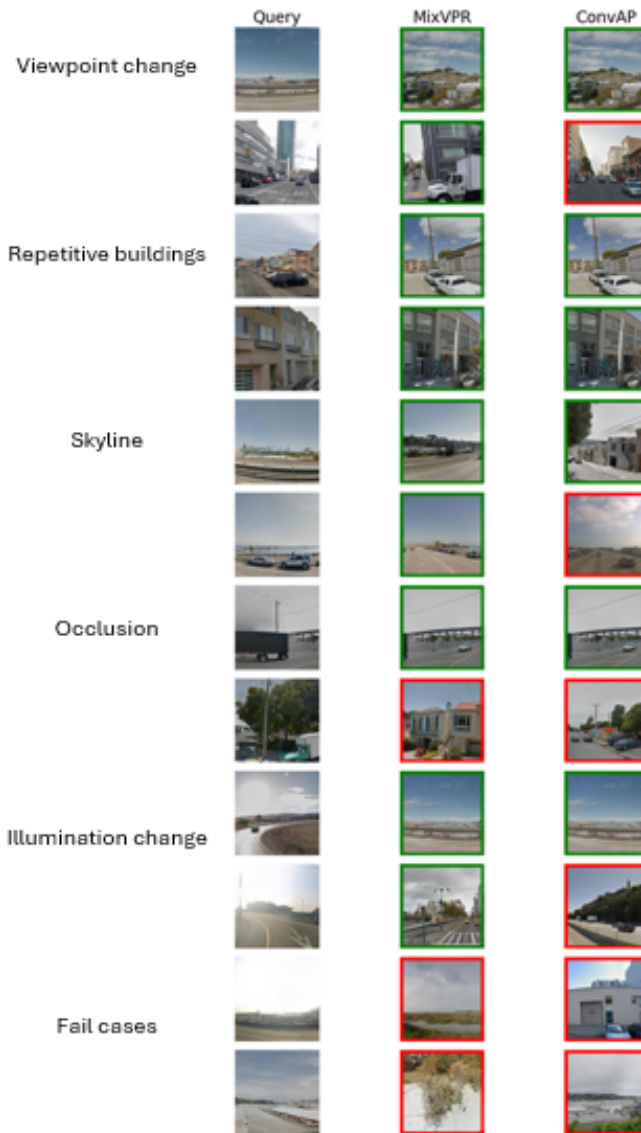 Query MixVPR ConvAP
Viewpoint change
Repetitive buildings
Skyline
Occlusion
Illumination change
Fail cases